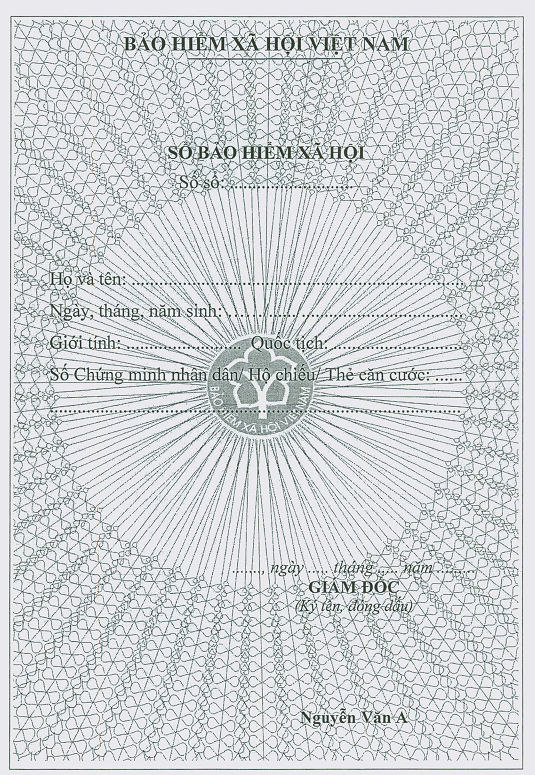 BẢO HIỂM XÃ HỘI VIỆT NAM
SỔ BẢO HIỂM XÃ HỘI
Số sổ: ............................
Họ và tên: ........................................................................
Ngày, tháng, năm sinh: ......./......./....................................
Giới tính: ......................... Quốc tịch: ............................
Số Chứng minh nhân dân/ Hộ chiếu/ Thẻ căn cước: ......
.........................................................................................
BẢO HIỂM XÃ HỘI VIỆT NAM
......., ngày ..... tháng ..... năm .........
GIÁM ĐỐC
(Ký tên, đóng dấu)
Nguyễn Văn A